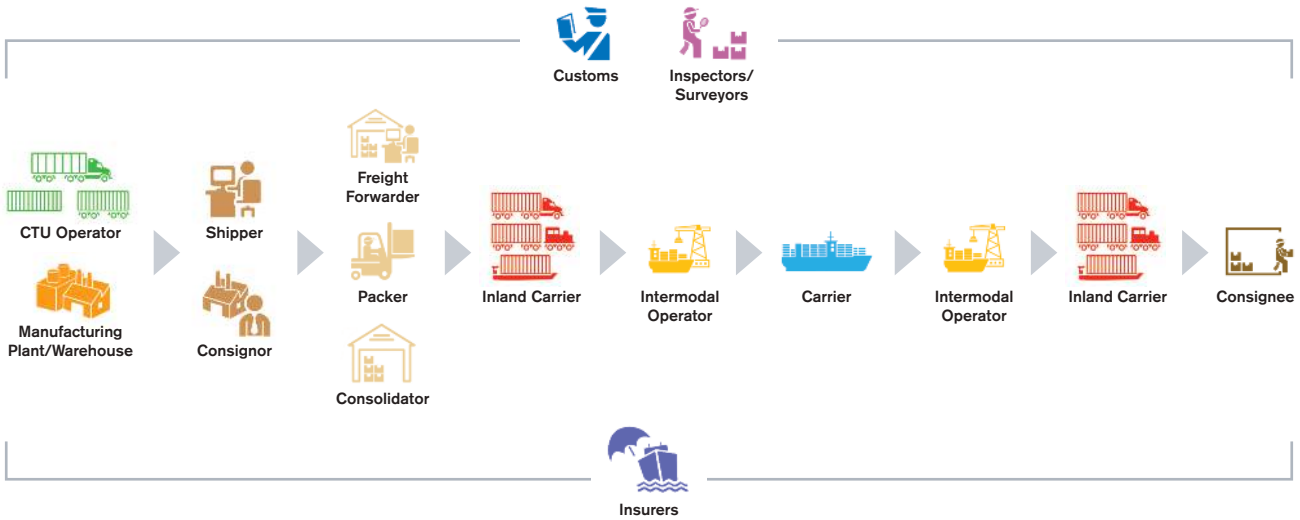 Customs
Inspectors/
Surveyors
CTU Operator
Manufacturing
Plant/Warehouse
Shipper
Consignor
Freight
Forwarder
Packer
Consolidator
Inland Carrier
Intermodal
Operator
Carrier
Intermodal
Operator
Inland Carrier
Consignee
Insurers